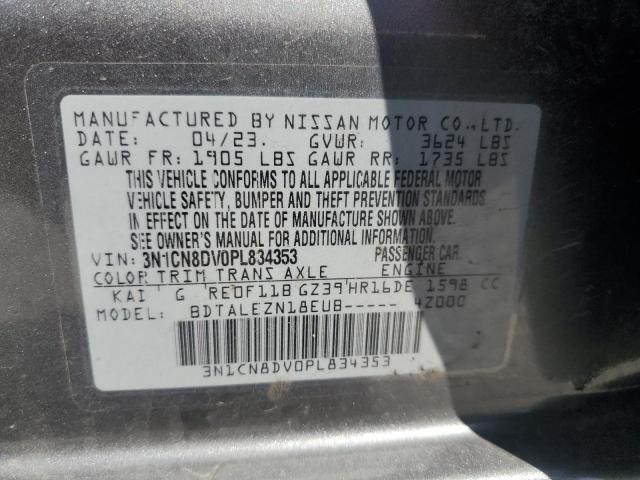 MANUFACTURED BY NISSAN MOTOR CO.,LTD.
DATE: 04/23. GVWR: 3624 LBS
GAWR FR: 1905 LBS GAWR RR: 1735 LBS
THIS VEHICLE CONFORMS TO ALL APPLICABLE FEDERAL MOTOR
VEHICLE SAFETY, BUMPER AND THEFT PREVENTION STANDARDS
IN EFFECT ON THE DATE OF MANUFACTURE SHOWN ABOVE.
SEE OWNER'S MANUAL FOR ADDITIONAL INFORMATION.
VIN: 3N1CN8DV0PL834353 PASSENGER CAR.
COLOR TRIM TRANS AXLE ENGINE
KAI G RE0F11B GZ39 HR16DE 1598 CC
MODEL: BDTALEZN18EUB----- 4Z000
3N1CN8DV0PL834353